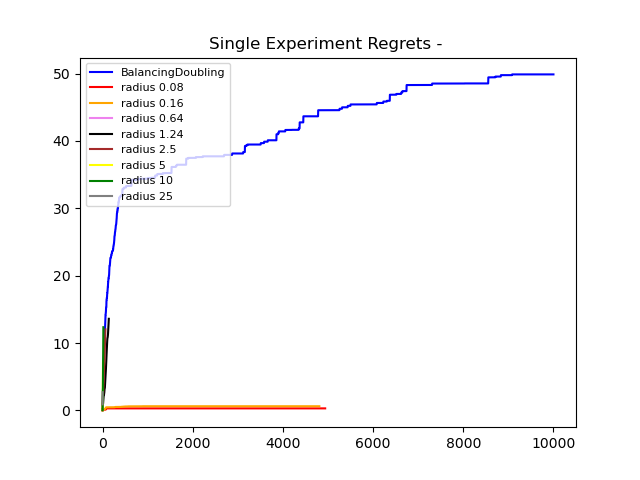 Single Experiment Regrets -
50
40
30
20
10
0
BalancingDoubling
radius 0.08
radius 0.16
radius 0.64
radius 1.24
radius 2.5
radius 5
radius 10
radius 25
0
2000
4000
6000
8000
10000